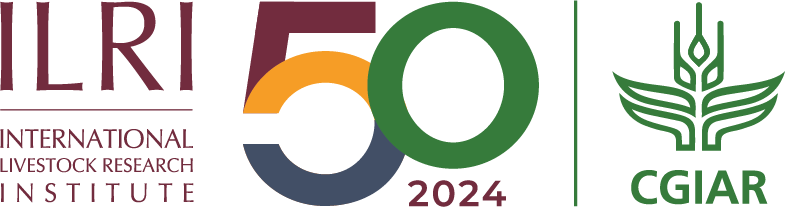 ILRI
INTERNATIONAL
LIVESTOCK RESEARCH
INSTITUTE
50
2024
CGIAR